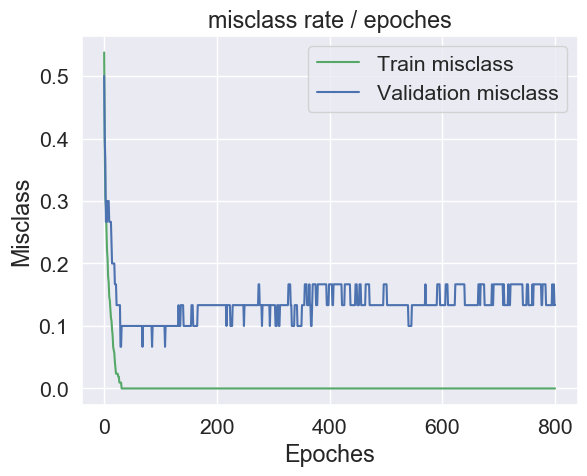 misclass rate / epoches
Train misclass
Validation misclass
Misclass
0.5
0.4
0.3
0.2
0.1
0.0
0
200
400
600
800
Epoches